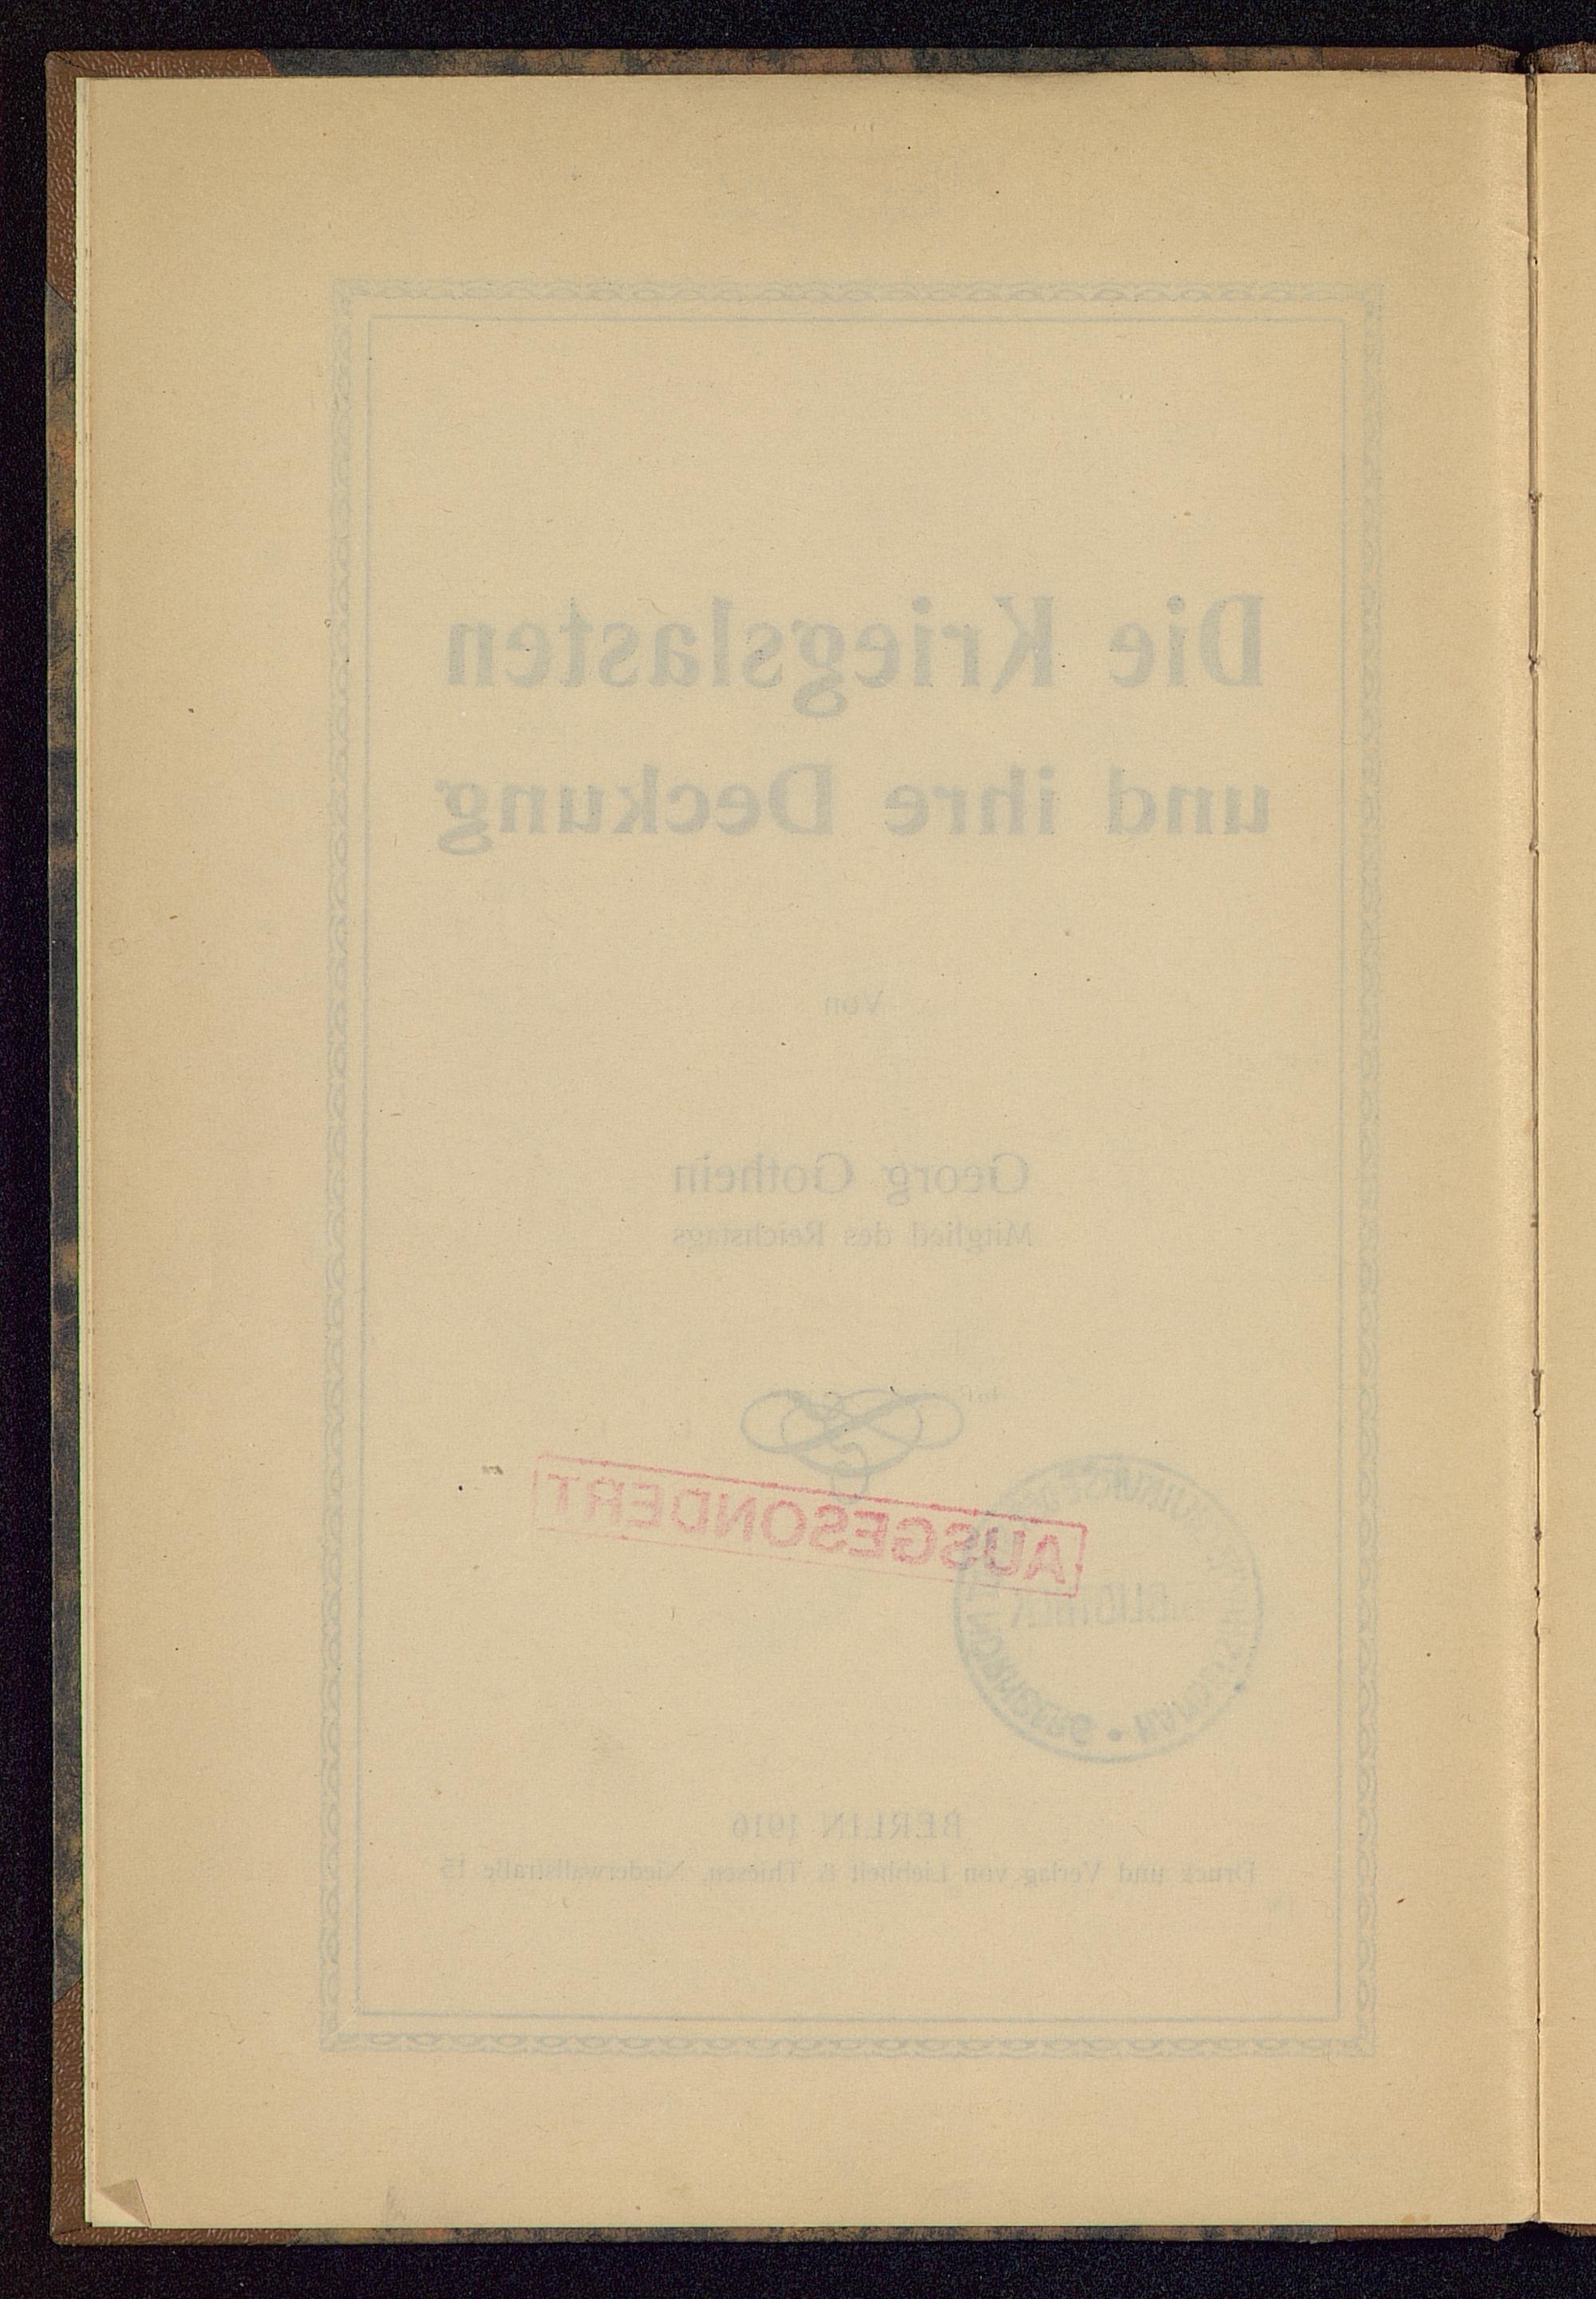 Die Kriegslasten
und ihre Deckung
Von
Georg Gothein
Mitglied des Reichstags
AUSGESONDERT
BERLIN 1916
Druck und Verlag von Liebheit & Thiesen, Niederwallstraße 15